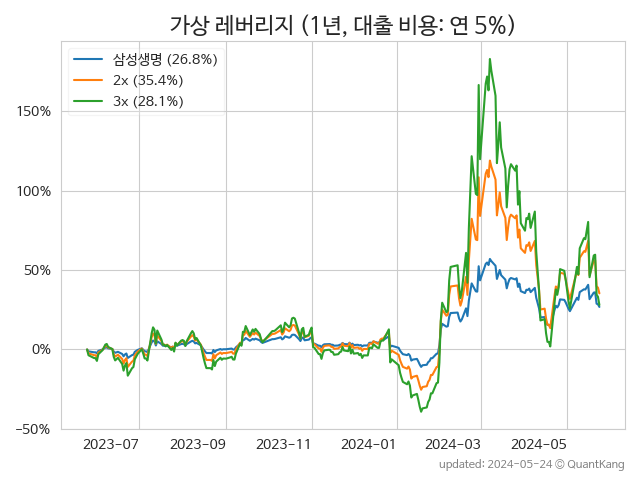 가상 레버리지 (1년, 대출 비용: 연 5%)
삼성생명 (26.8%)
2x (35.4%)
3x (28.1%)
150%
100%
50%
0%
−50%
2023-07 2023-09 2023-11 2024-01 2024-03 2024-05
updated: 2024-05-24 © QuantKang